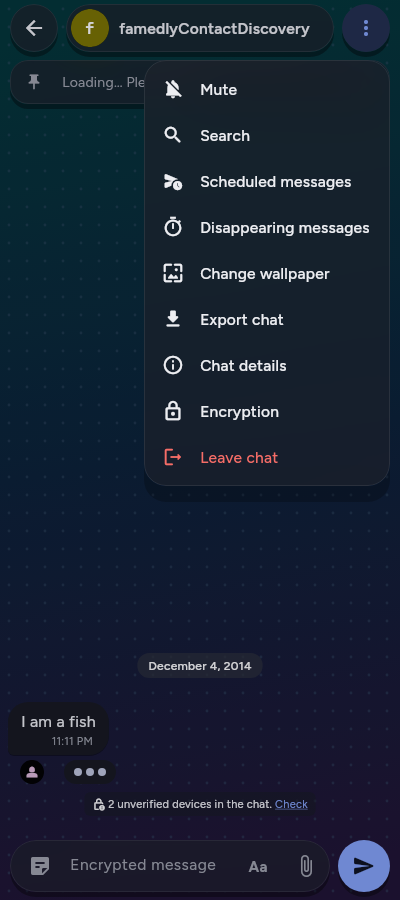 f famedlyContactDiscovery
Loading... Ple
Mute
Search
Scheduled messages
Disappearing messages
Change wallpaper
Export chat
Chat details
Encryption
Leave chat
December 4, 2014
I am a fish
11:11 PM
2 unverified devices in the chat. Check
Encrypted message Aa